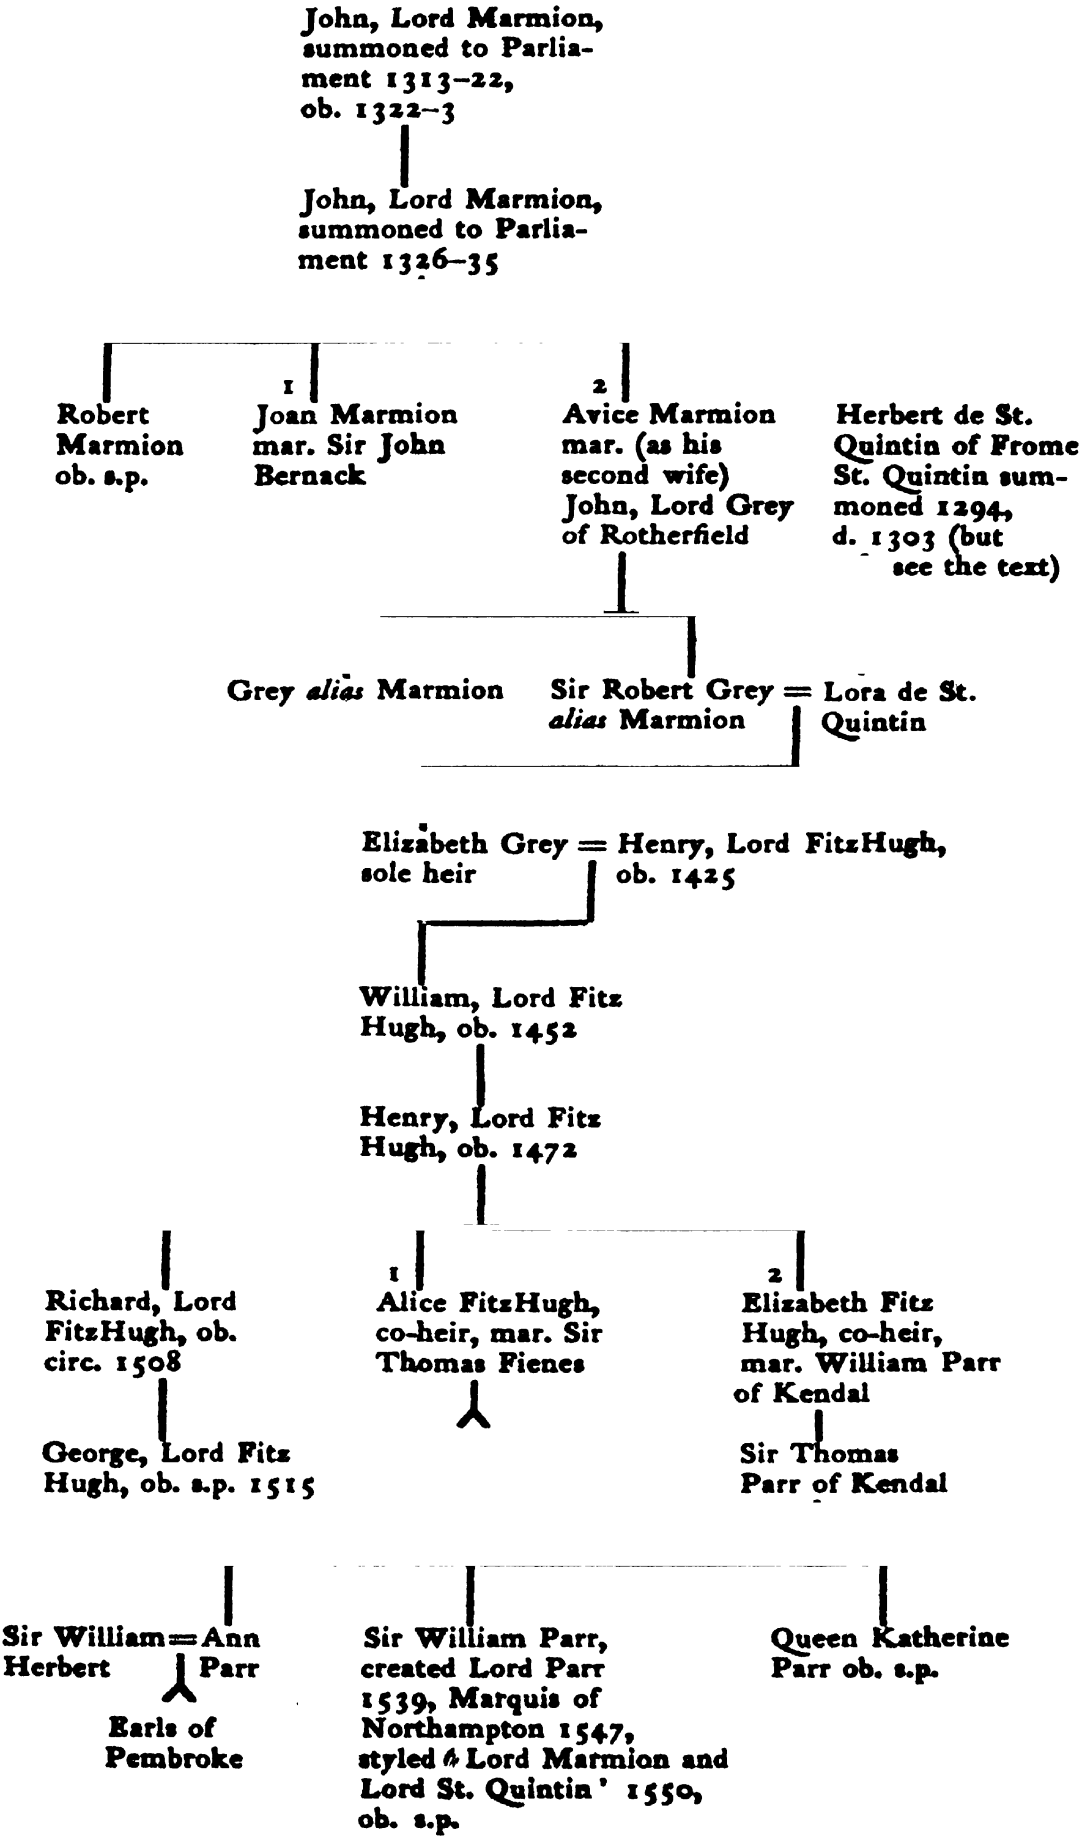 John, Lord Marmion,
summoned to Parlia-
ment 1313–22,
ob. 1322–3
John, Lord Marmion,
summoned to Parlia-
ment 1326–35
Robert
Marmion
ob. s.p.
1
Joan Marmion
mar. Sir John
Bernack
2
Avice Marmion
mar. (as his
second wife)
John, Lord Grey
of Rotherfield
Herbert de St.
Quintin of Frome
St. Quintin sum-
moned 1294,
d. 1303 (but
see the text)
Grey alias Marmion
Sir Robert Grey =
alias Marmion
Lora de St.
Quintin
Elizabeth Grey =
sole heir
Henry, Lord FitzHugh,
ob. 1425
William, Lord Fitz
Hugh, ob. 1452
Henry, Lord Fitz
Hugh, ob. 1472
Richard, Lord
FitzHugh, ob.
circ. 1508
1
Alice FitzHugh,
co-heir, mar. Sir
Thomas Fienes
2
Elizabeth Fitz
Hugh, co-heir,
mar. William Parr
of Kendal
George, Lord Fitz
Hugh, ob. s.p. 1515
Sir Thomas
Parr of Kendal
Sir William=Ann
Herbert Parr
Earls of
Pembroke
Sir William Parr,
created Lord Parr
1539, Marquis of
Northampton 1547,
styled Lord Marmion and
Lord St. Quintin' 1550,
ob. s.p.
Queen Katherine
Parr ob. s.p.